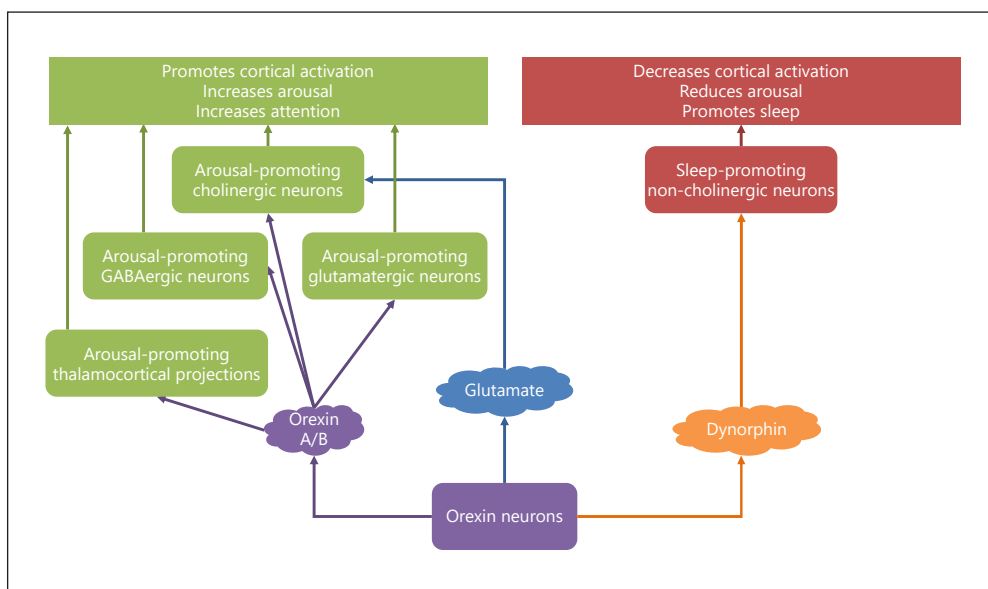 Promotes cortical activation
Increases arousal
Increases attention
Decreases cortical activation
Reduces arousal
Promotes sleep
Arousal-promoting
cholinergic neurons
Sleep-promoting
non-cholinergic neurons
Arousal-promoting
GABAergic neurons
Arousal-promoting
glutamatergic neurons
Arousal-promoting
thalamocortical projections
Glutamate
Orexin
A/B
Dynorphin
Orexin neurons